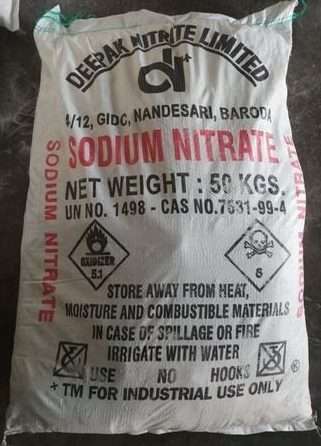 DEEPAK NITRITE LIMITED
4/12, GIDC, NANDESARI, BARODA
SODIUM NITRATE
NET WEIGHT : 50 KGS.
UN NO. 1498 - CAS NO.7631-99-4
OXIDIZER
5.1
6
STORE AWAY FROM HEAT,
MOISTURE AND COMBUSTIBLE MATERIALS
IN CASE OF SPILLAGE OR FIRE
IRRIGATE WITH WATER
USE NO HOOKS ®
+ TM FOR INDUSTRIAL USE ONLY
SODIUM NITRATE
SODIUM NITRATE